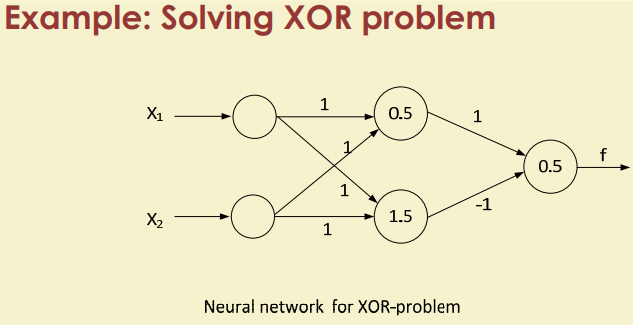 Example: Solving XOR problem
X1
1
0.5
1
1
0.5
f
1
X2
1
1.5
-1
Neural network for XOR-problem